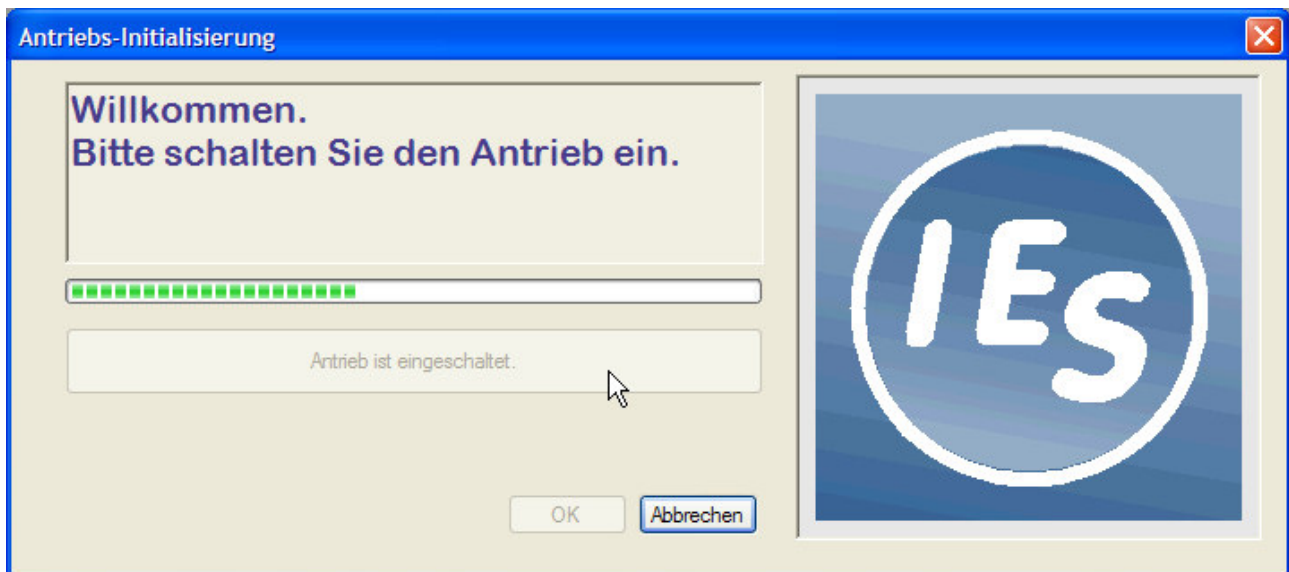 Antriebs-Initialisierung
Willkommen.
Bitte schalten Sie den Antrieb ein.
Antrieb ist eingeschaltet.
OK
Abbrechen
IES